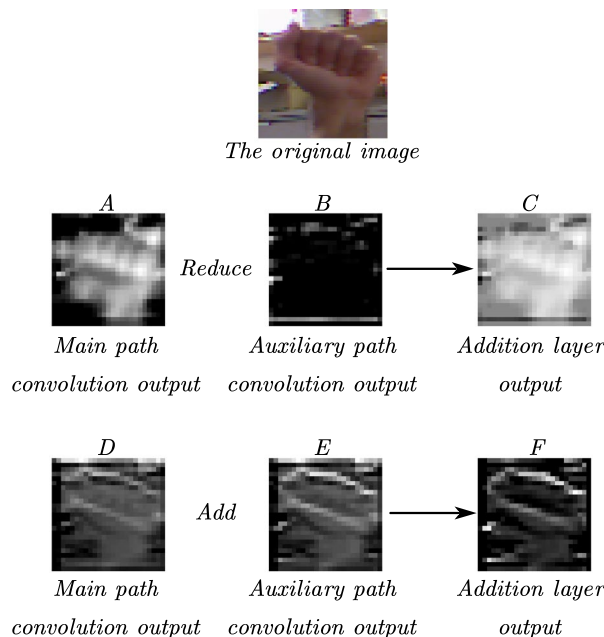 The original image
A B C
Reduce
Main path Auxiliary path Addition layer
convolution output convolution output output
D E F
Add
Main path Auxiliary path Addition layer
convolution output convolution output output